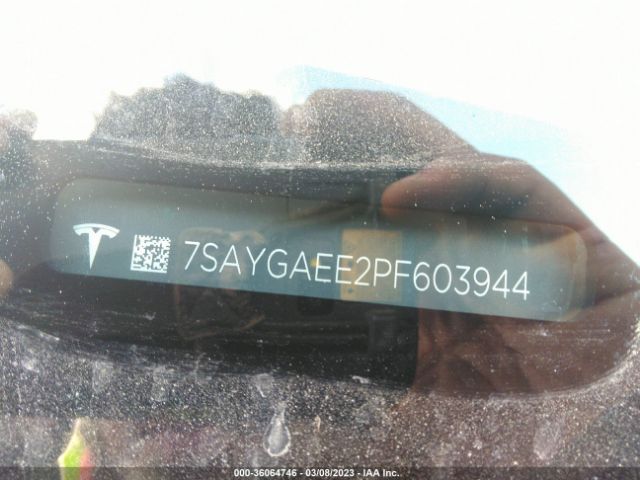 7SAYGAEE2PF603944
000-36064746 — 03/08/2023 — IAA Inc.